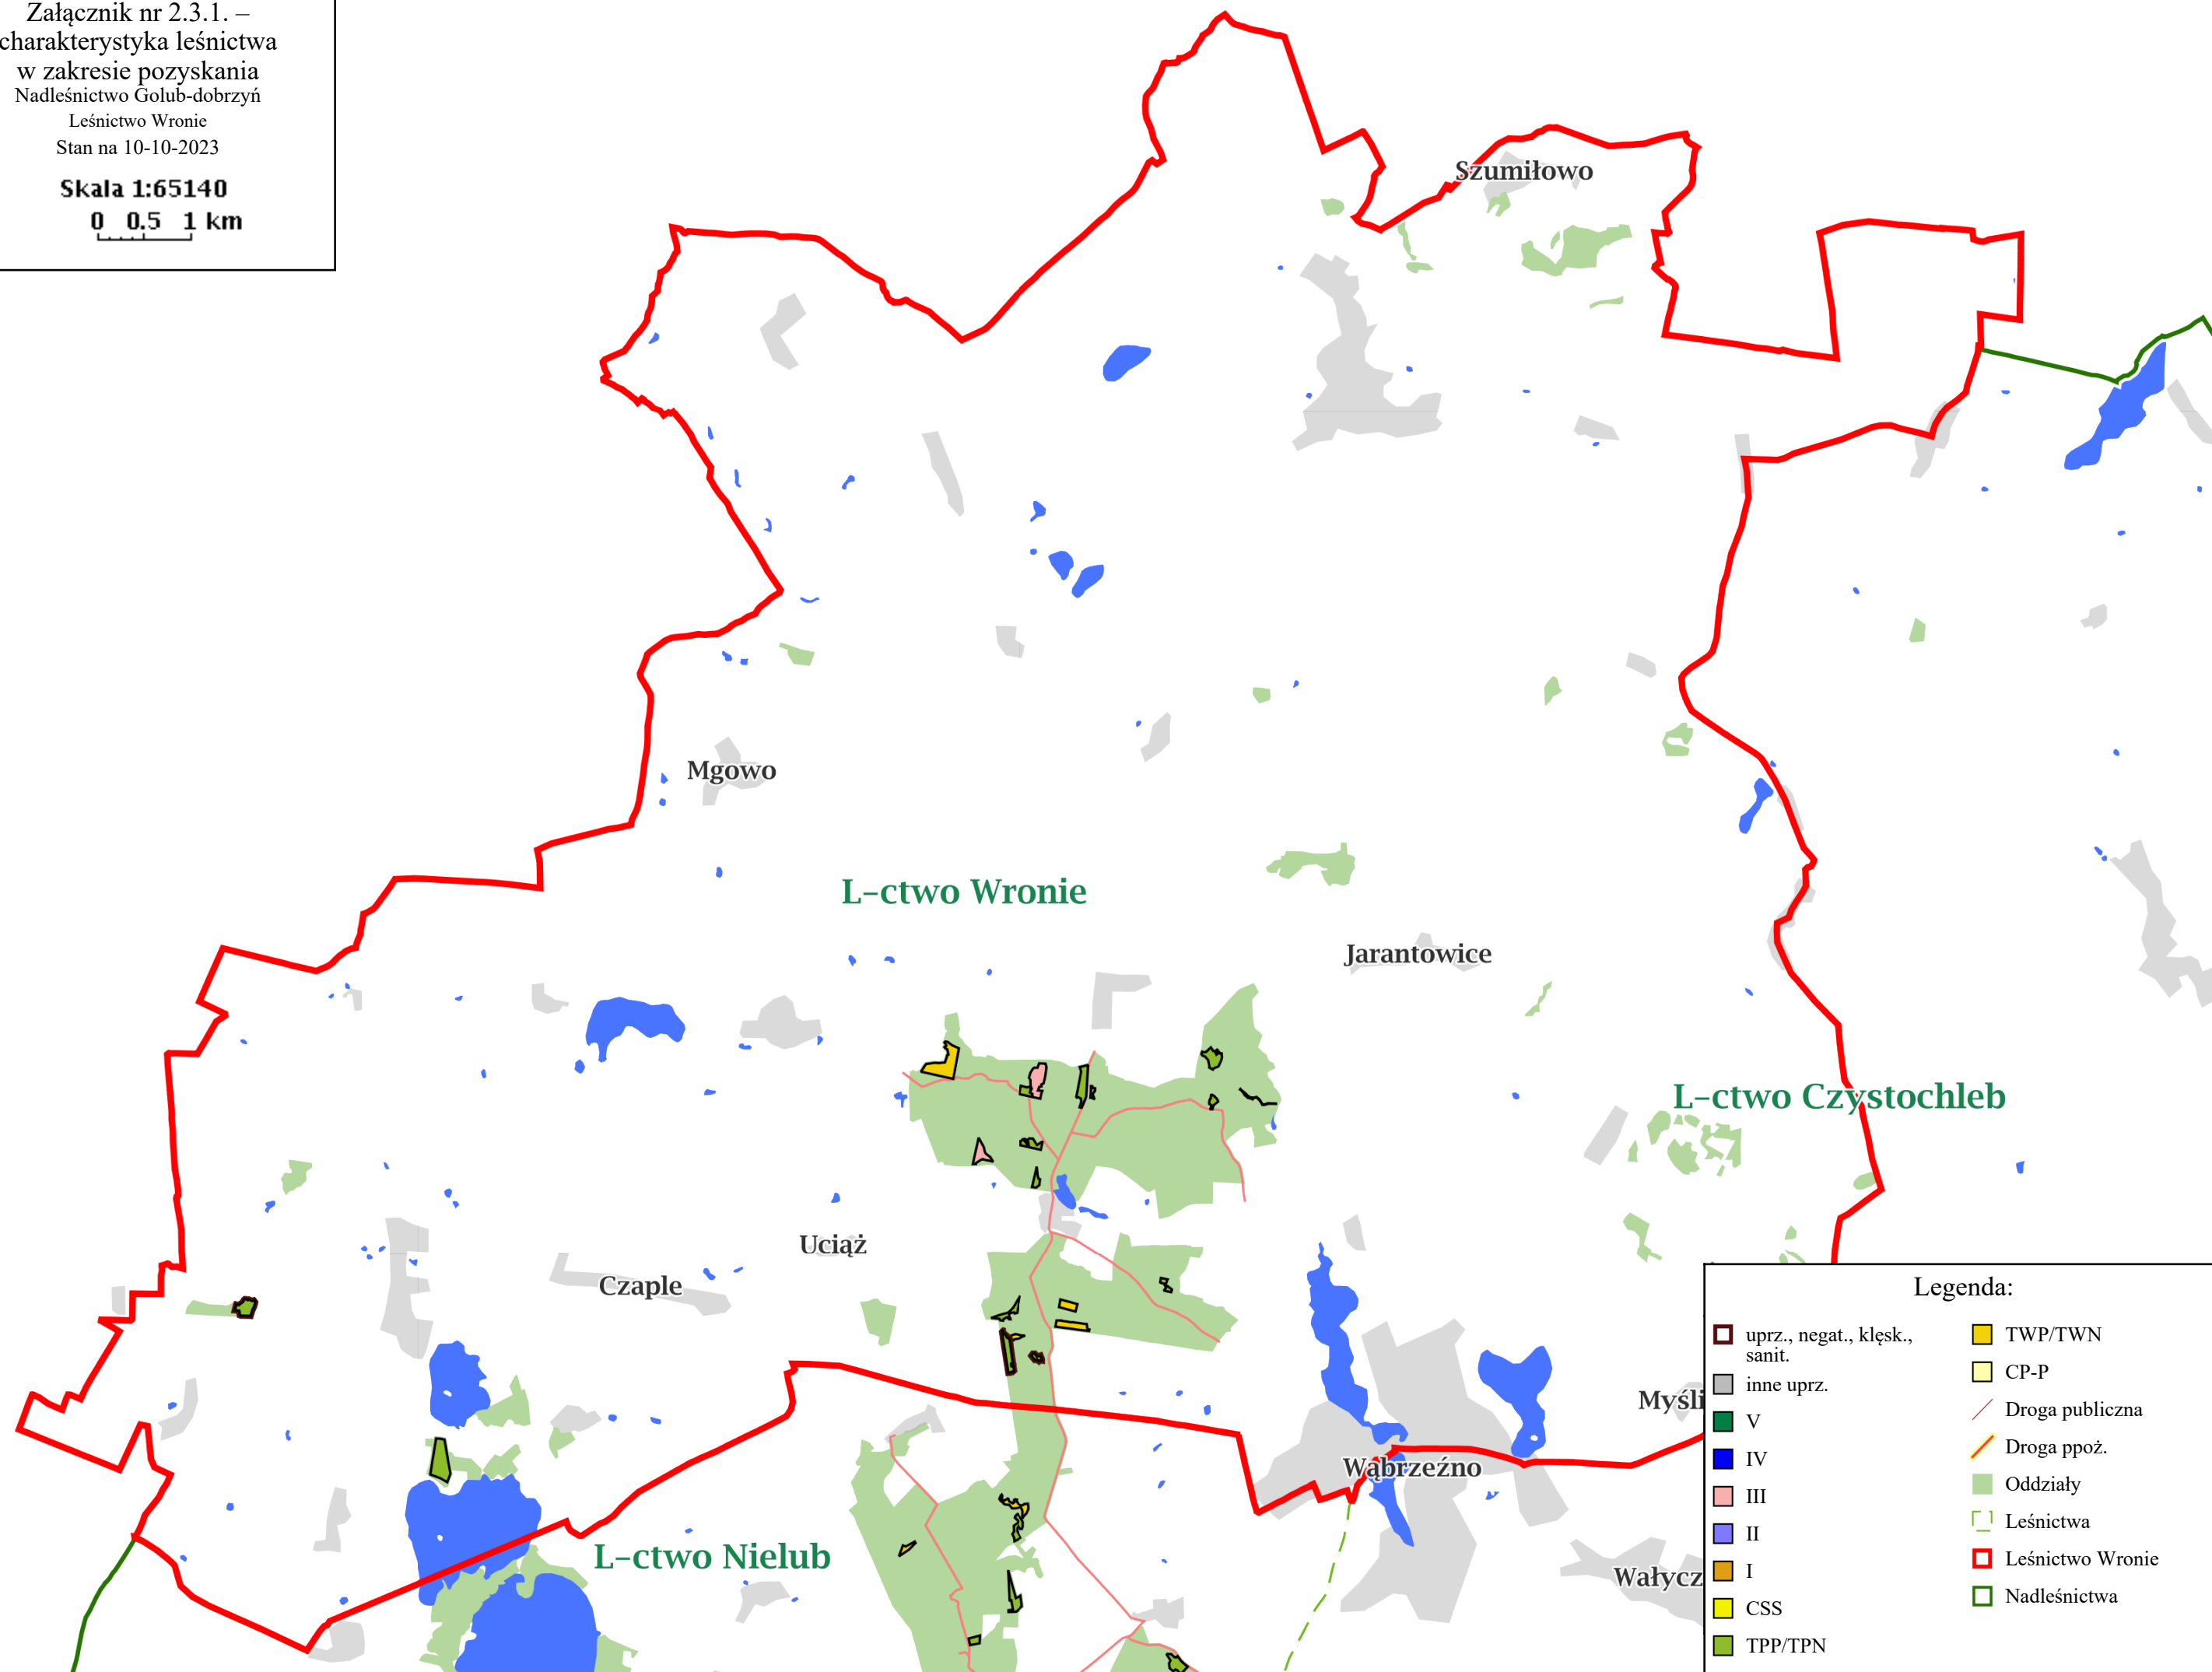 Załącznik nr 2.3.1. –
charakterystyka leśnictwa
w zakresie pozyskania
Nadleśnictwo Golub-dobrzyń
Leśnictwo Wronie
Stan na 10-10-2023
Skala 1:65140
0 0.5 1 km
Szumiłowo
Mgowo
L-ctwo Wronie
Jarantowice
L-ctwo Czystochleb
Uciąż
Czaple
Myśli
Wąbrzeźno
L-ctwo Nielub
Wałycz
Legenda:
uprz., negat., klęsk.,
sanit.
inne uprz.
V
IV
III
II
I
CSS
TPP/TPN
TWP/TWN
CP-P
Droga publiczna
Droga ppoż.
Oddziały
Leśnictwa
Leśnictwo Wronie
Nadleśnictwa